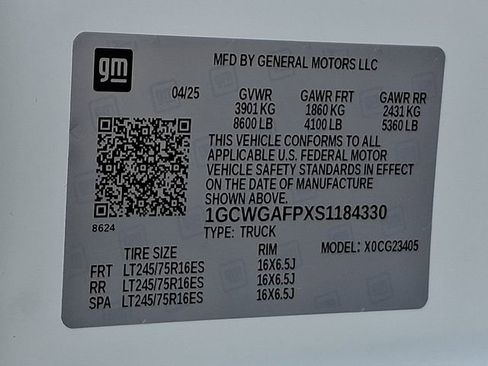 gm
MFD BY GENERAL MOTORS LLC
04/25 GVWR GAWR FRT GAWR RR
3901 KG 1860 KG 2431 KG
8600 LB 4100 LB 5360 LB
THIS VEHICLE CONFORMS TO ALL
APPLICABLE U.S. FEDERAL MOTOR
VEHICLE SAFETY STANDARDS IN EFFECT
ON THE DATE OF MANUFACTURE
SHOWN ABOVE.
1GCWGAFPXS1184330
8624
TYPE: TRUCK
TIRE SIZE RIM MODEL: X0CG23405
FRT LT245/75R16ES 16X6.5J
RR LT245/75R16ES 16X6.5J
SPA LT245/75R16ES 16X6.5J